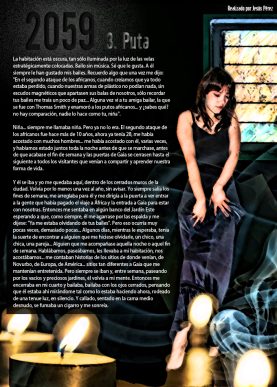 Realizado por Jesús Pérez
2059
3. Puta
La habitación está oscura, tan sólo iluminada por la luz de las velas
estratégicamente colocadas. Bailo sin música. Sé que le gusta. A él
siempre le han gustado mis bailes. Recuerdo algo que una vez me dijo:
"En el segundo ataque de los africanos, cuando creíamos que ya todo
estaba perdido, cuando nuestras armas de plástico no podían nada, sin
escudos magnéticos que apartasen sus balas de nosotros, sólo recordar
tus bailes me traía un poco de paz... Alguna vez vi a tu amiga bailar, la que
se fue con Thomas Smith y enamoró a los putos africanos... y ¿sabes qué?
no hay comparación, nadie lo hace como tu, niña".
Niña... siempre me llamaba niña. Pero ya no lo era. El segundo ataque de
los africanos fue hace más de 10 años, ahora ya tenía 28, me había
acostado con muchos hombres... me había acostado con él, varias veces,
y habíamos estado juntos toda la noche antes de que se marchase, antes
de que acabase el fin de semana y las puertas de Gaia se cerrasen hasta el
siguiente a todos los visitantes que venían a compartir y aprender nuestra
forma de vida.
Y él se iba y yo me quedaba aquí, dentro de los cerrados muros de la
ciudad. Volvía por lo menos una vez al año, sin avisar. Yo siempre salía los
fines de semana, me arreglaba para él y me dirigía a la puerta a ver entrar
a la gente que había pagado el viaje a África y la entrada a Gaia para estar
con nosotros. Entonces me sentaba en algún banco del Jardín Este
esperando a que, como siempre, él me agarrase por las espaldas y me
dijese: "Ya me estaba olvidando de tus bailes". Pero eso ocurría muy
pocas veces, demasiado pocas... Algunos días, mientras le esperaba, tenía
la suerte de encontrar a alguien que me hiciese olvidarle, un chico, una
chica, una pareja... Alguien que me acompañase aquella noche o aquel fin
de semana. Hablábamos, paseábamos, les llevaba a mi habitación, nos
acostábamos... me contaban historias de los sitios de donde venían, de
Novurbo, de Europa, de América... sitios tan diferentes a Gaia que me
mantenían entretenida. Pero siempre se iban y, entre semana, paseando
por los vacíos y preciosos jardines, él volvía a mi mente. Entonces me
encerraba en mi cuarto y bailaba, bailaba con los ojos cerrados, pensando
que él estaba ahí mirándome tal como lo estaba haciendo ahora, rodeado
de una tenue luz, en silencio. Y callado, sentado en la cama medio
desnudo, se fumaba un cigarro y me sonreía.